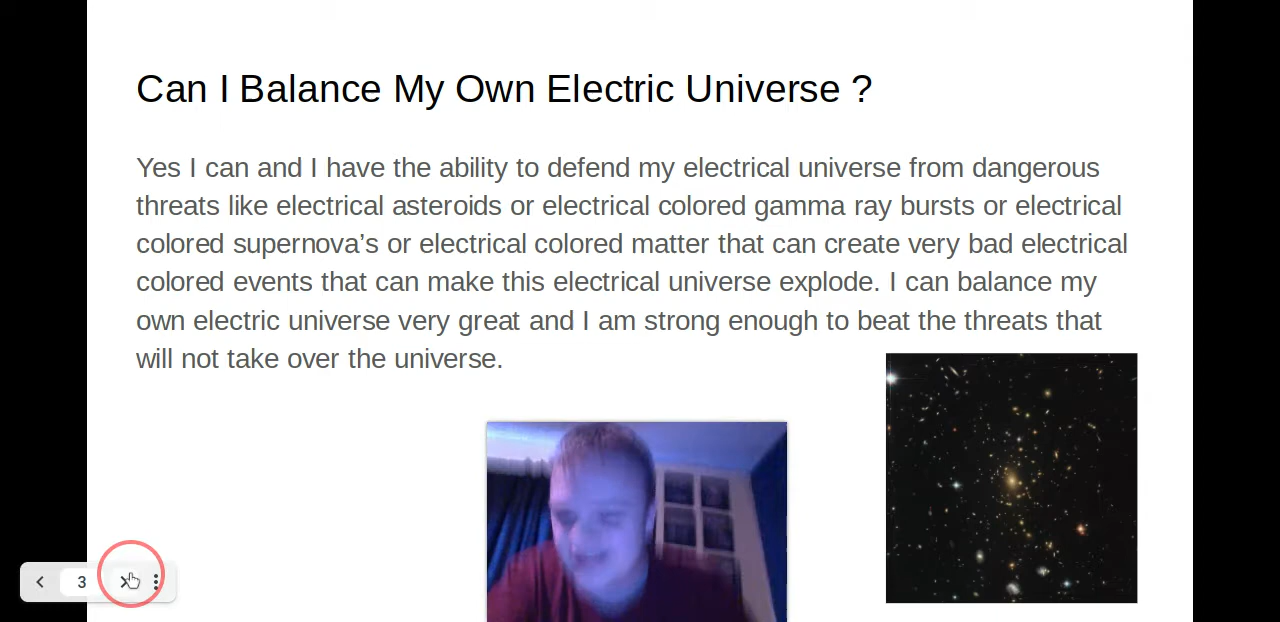 Can I Balance My Own Electric Universe ?
Yes I can and I have the ability to defend my electrical universe from dangerous
threats like electrical asteroids or electrical colored gamma ray bursts or electrical
colored supernova’s or electrical colored matter that can create very bad electrical
colored events that can make this electrical universe explode. I can balance my
own electric universe very great and I am strong enough to beat the threats that
will not take over the universe.
3